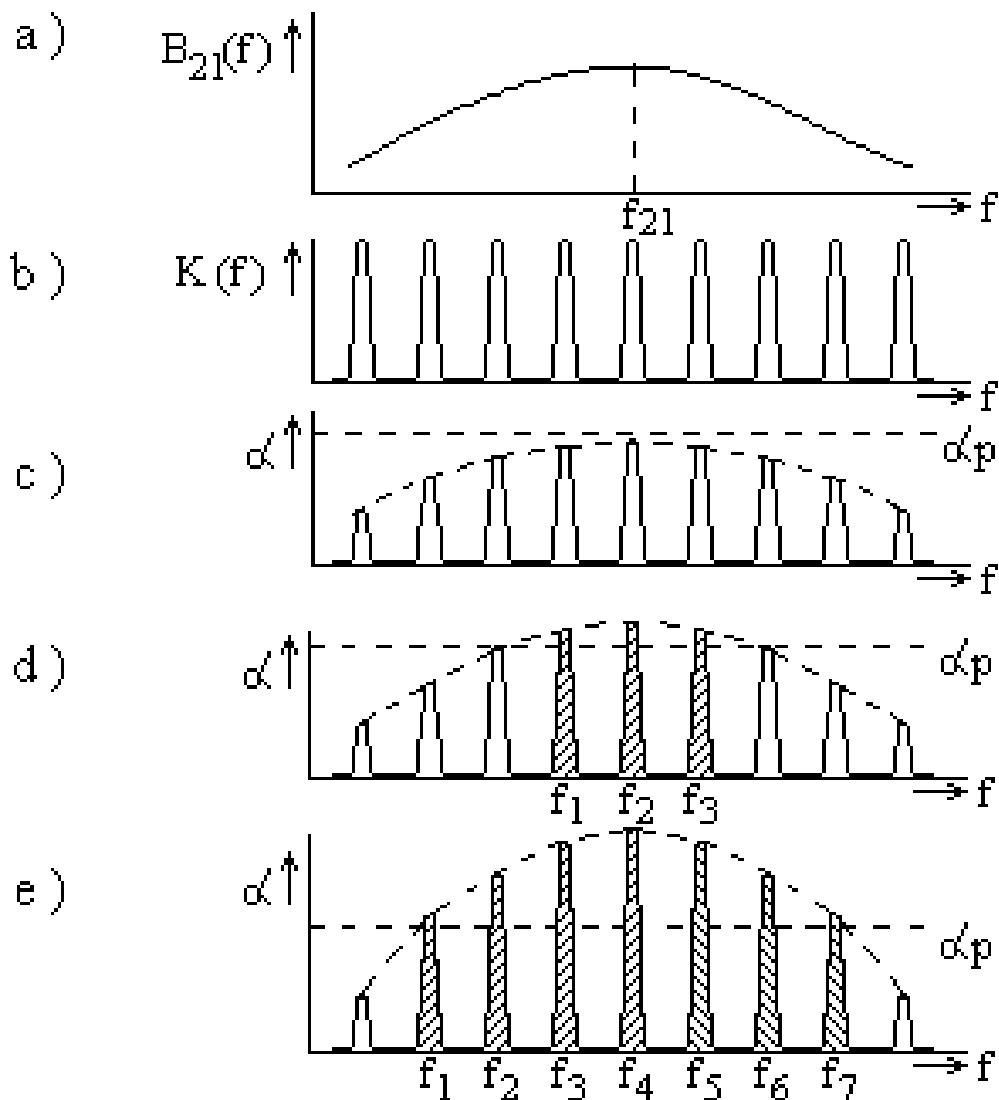 a )
B21(f)
f21
f
b )
K(f)
f
c )
α
αp
f
d )
α
αp
f1 f2 f3
f
e )
α
αp
f1 f2 f3 f4 f5 f6 f7
f